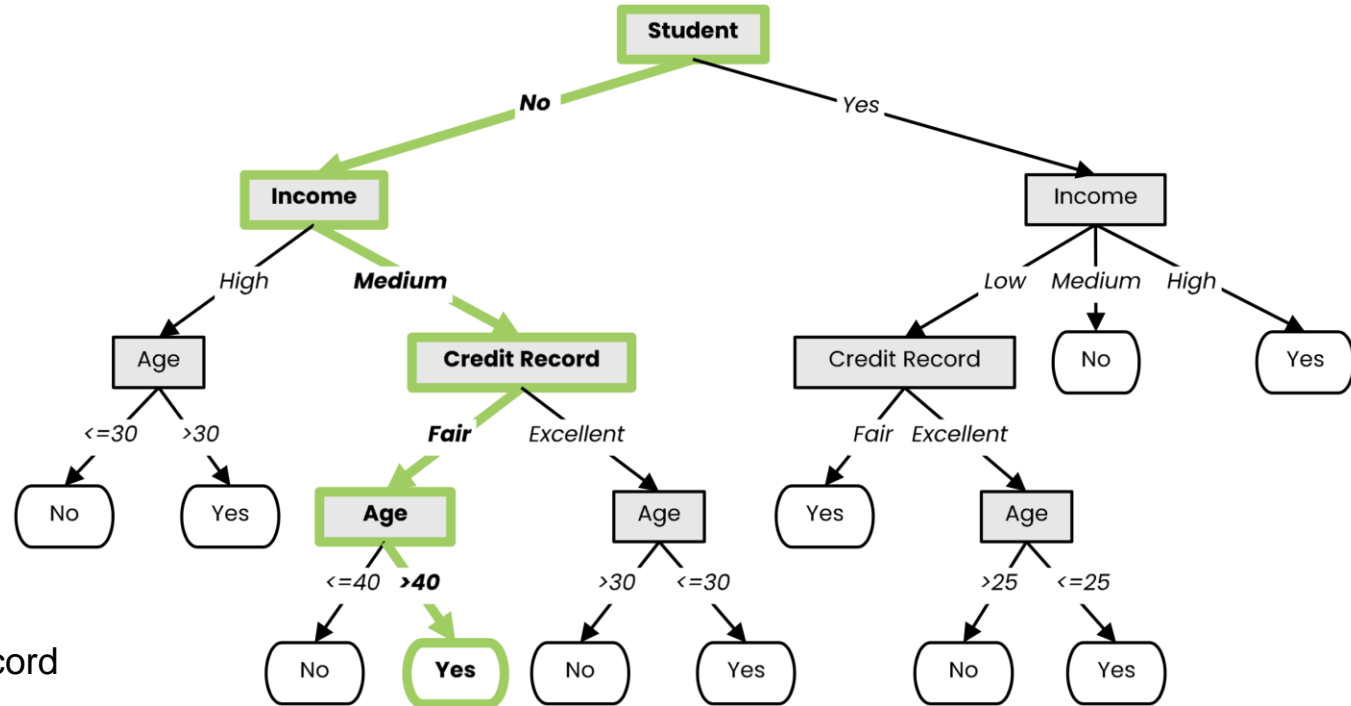 Student
No Yes
Income Income
High Medium Low Medium High
Age Credit Record Credit Record No Yes
<=30 >30 Fair Excellent Fair Excellent
No Yes Age Age Yes Age
<=40 >40 >30 <=30 >25 <=25
No Yes No Yes No Yes
cord